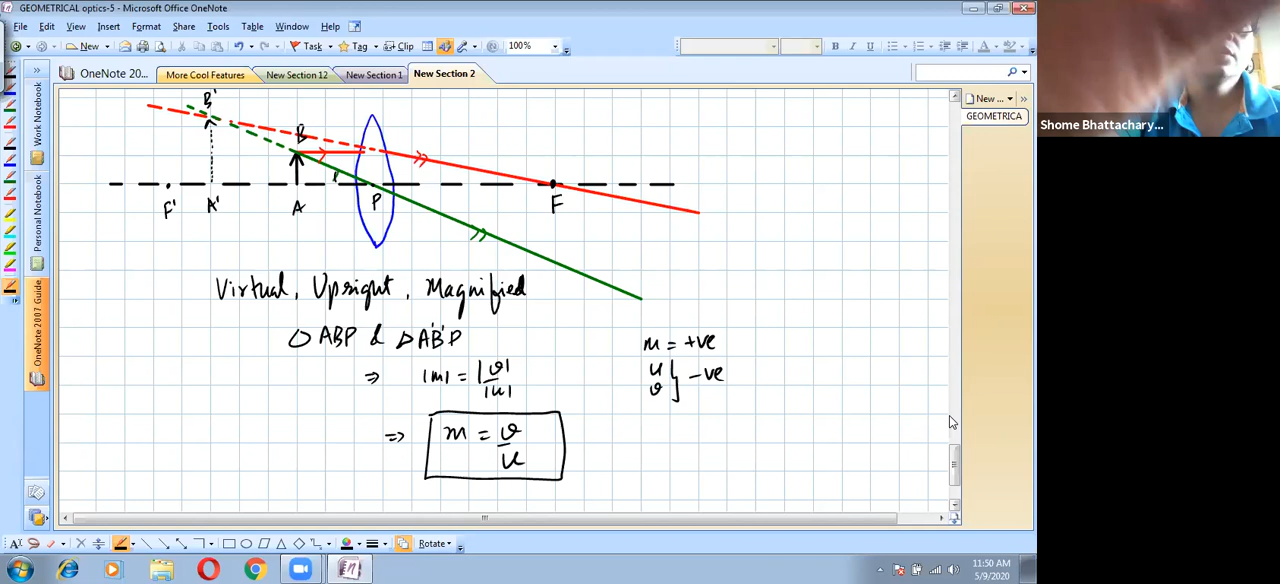 GEOMETRICAL optics-5 - Microsoft OneNote
File Edit View Insert Format Share Tools Table Window Help
New Task Tag Clip 100%
OneNote 20... More Cool Features New Section 12 New Section 1 New Section 2
New ...
GEOMETRICA
Work Notebook
Personal Notebook
OneNote 2007 Guide
Shome Bhattachary...
B'
B
F' A' A P F
Virtual, Upright, Magnified
△ ABP & △ A'B'P
⇒ |m| = |v|/|u|
m = +ve
u
v } -ve
⇒ m = v/u
Rotate
11:50 AM
5/9/2020